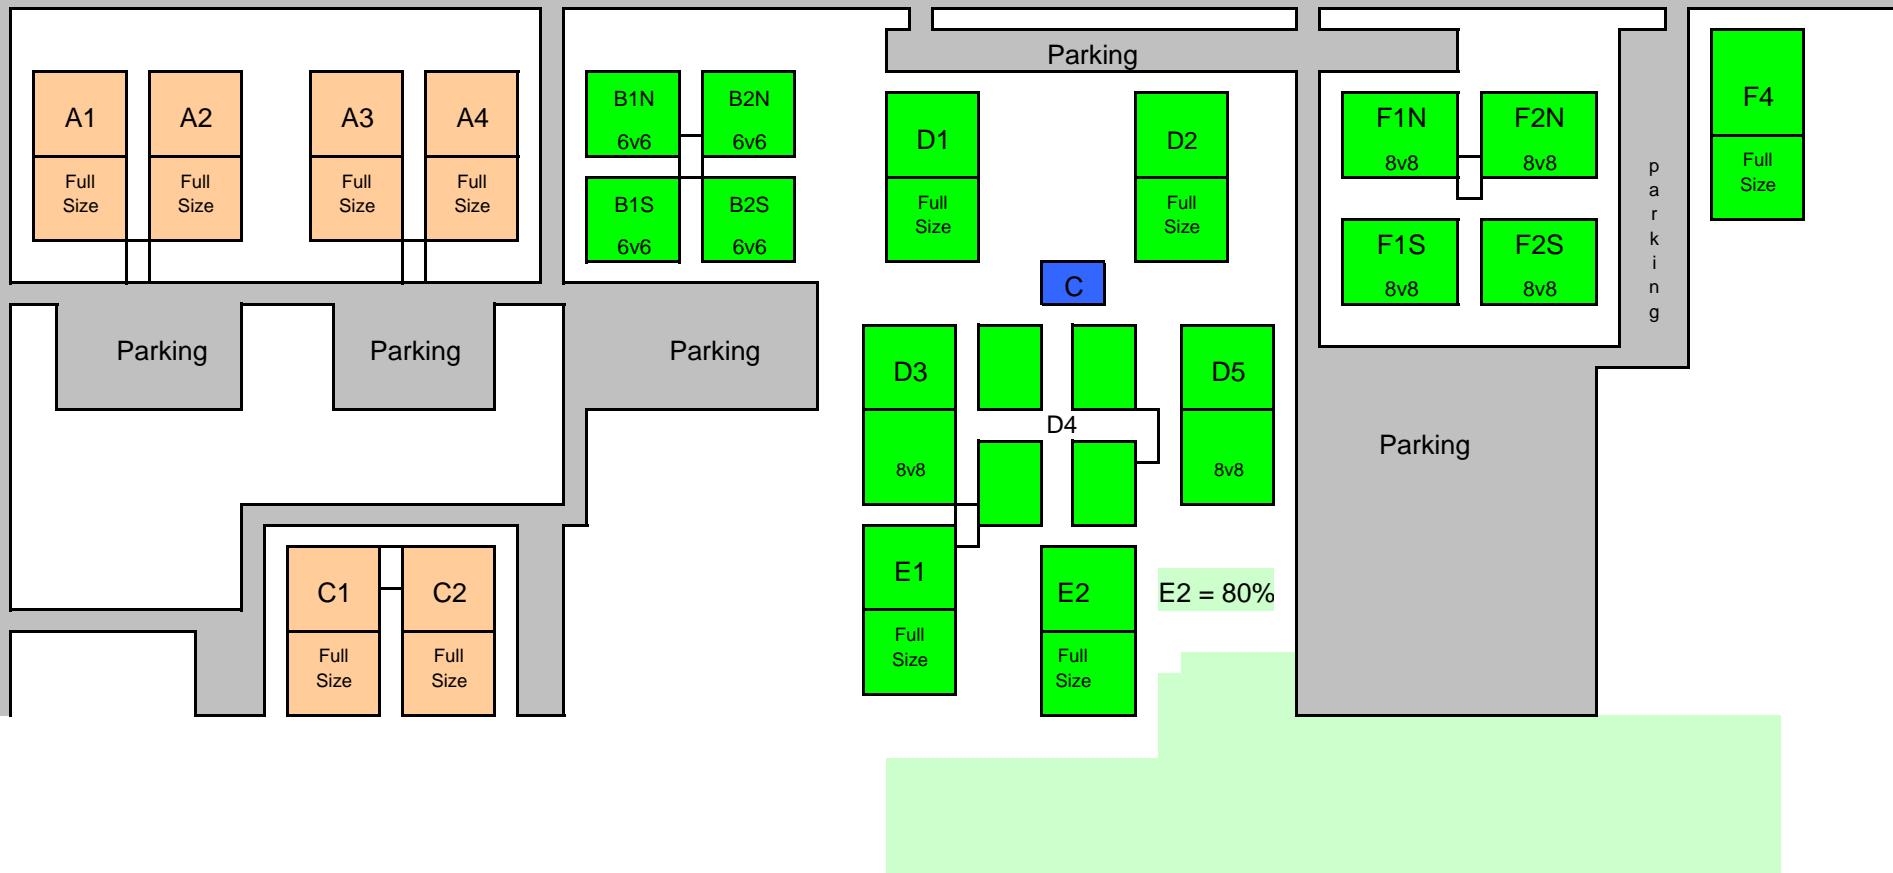 Parking
A1
A2
A3
A4
Full
Size
Full
Size
Full
Size
Full
Size
B1N
6v6
B2N
6v6
B1S
6v6
B2S
6v6
D1
Full
Size
D2
Full
Size
F1N
8v8
F2N
8v8
F1S
8v8
F2S
8v8
parking
F4
Full
Size
C
Parking
Parking
Parking
D3
8v8
D4
D5
8v8
Parking
C1
Full
Size
C2
Full
Size
E1
Full
Size
E2
Full
Size
E2 = 80%